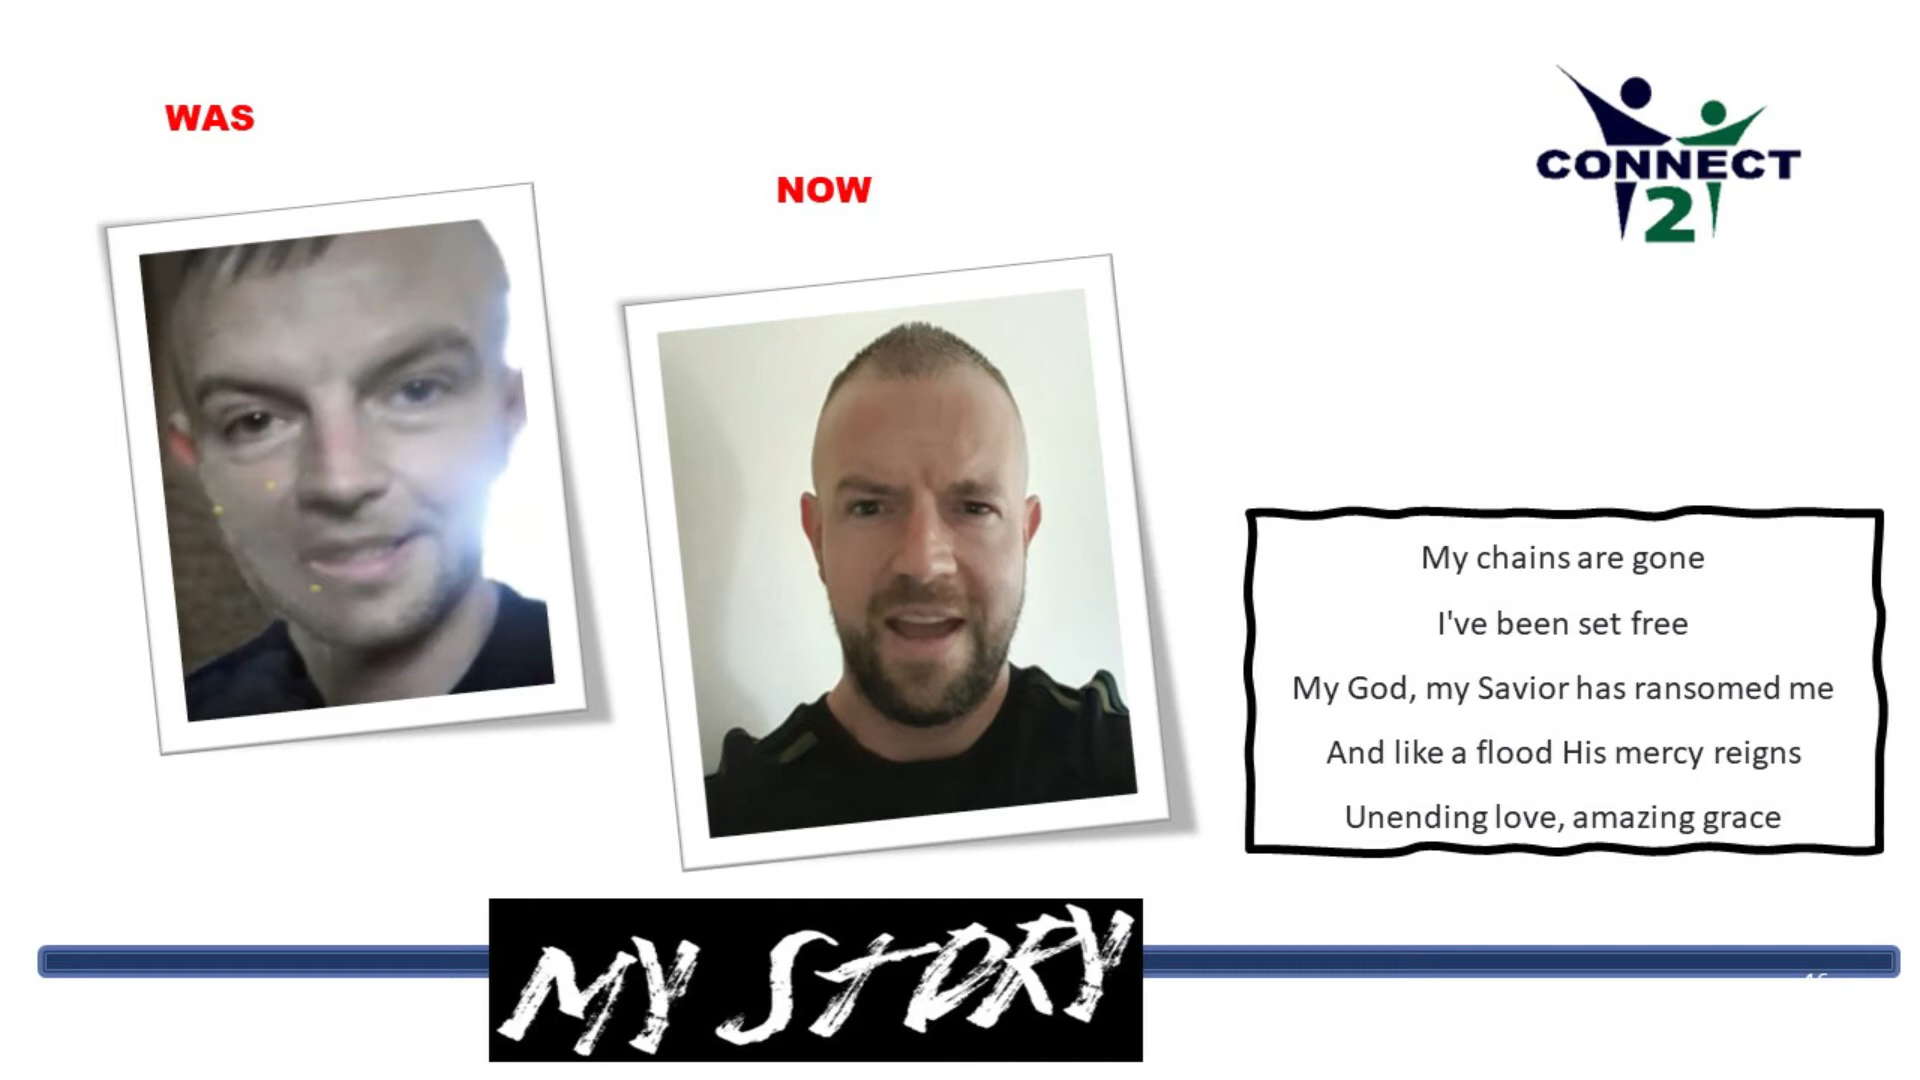 WAS
NOW
CONNECT
2
My chains are gone
I've been set free
My God, my Savior has ransomed me
And like a flood His mercy reigns
Unending love, amazing grace
MY STORY